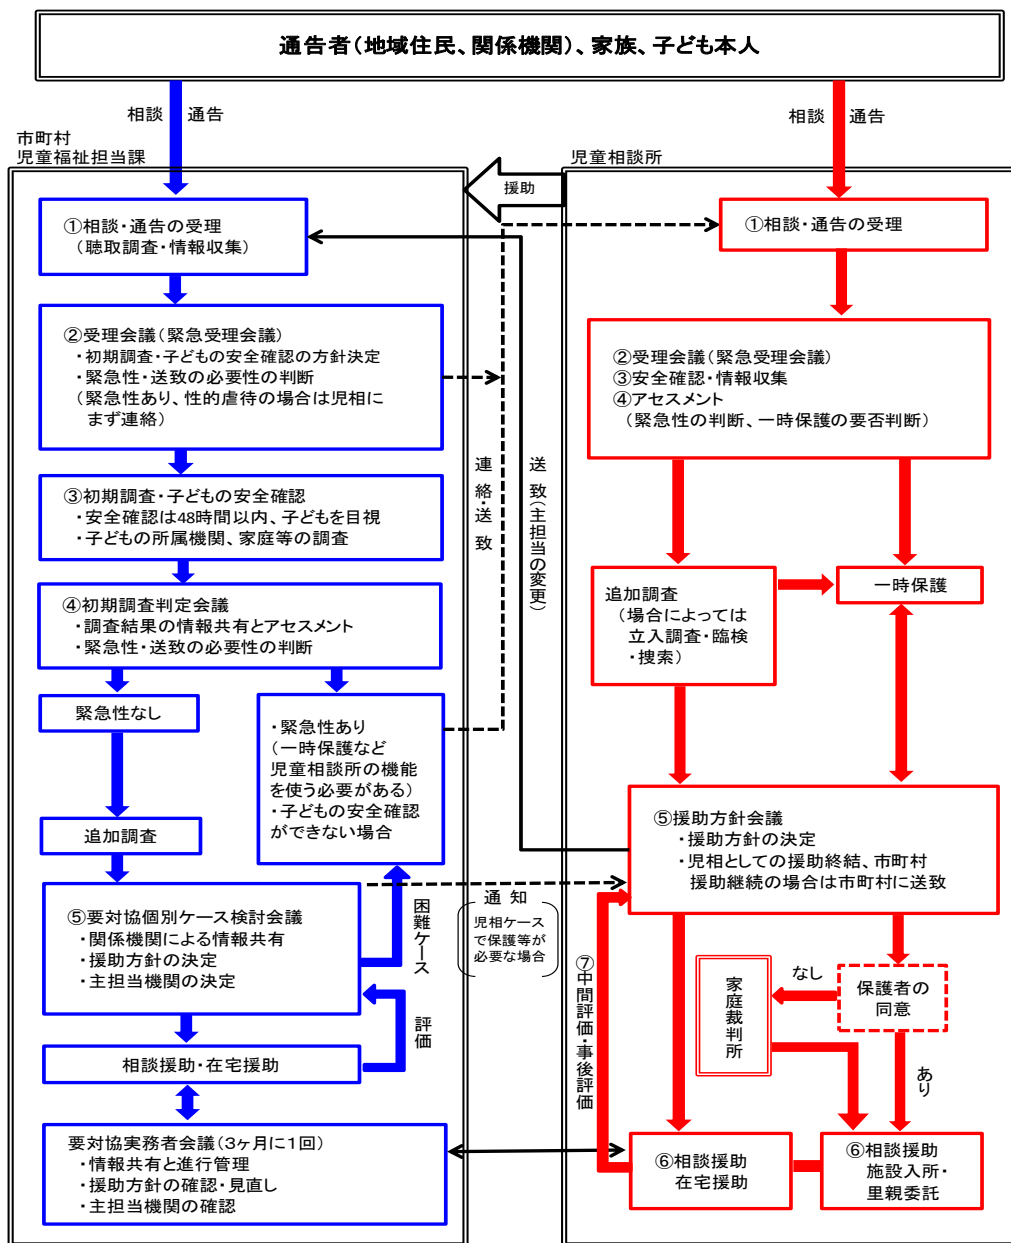 通告者（地域住民、関係機関）、家族、子ども本人
相談
通告
相談
通告
市町村
児童福祉担当課
児童相談所
援助
①相談・通告の受理
（聴取調査・情報収集）
②受理会議（緊急受理会議）
・初期調査・子どもの安全確認の方針決定
・緊急性・送致の必要性の判断
（緊急性あり、性的虐待の場合は児相に
まず連絡）
③初期調査・子どもの安全確認
・安全確認は48時間以内、子どもを目視
・子どもの所属機関、家庭等の調査
④初期調査判定会議
・調査結果の情報共有とアセスメント
・緊急性・送致の必要性の判断
緊急性なし
・緊急性あり
（一時保護など
児童相談所の機能
を使う必要がある）
・子どもの安全確認
ができない場合
追加調査
⑤要対協個別ケース検討会議
・関係機関による情報共有
・援助方針の決定
・主担当機関の決定
困難ケース
評価
相談援助・在宅援助
要対協実務者会議（３ヶ月に１回）
・情報共有と進行管理
・援助方針の確認・見直し
・主担当機関の確認
連絡・送致
送致（主担当の変更）
通知
児相ケース
で保護等が
必要な場合
①相談・通告の受理
②受理会議（緊急受理会議）
③安全確認・情報収集
④アセスメント
（緊急性の判断、一時保護の要否判断）
追加調査
（場合によっては
立入調査・臨検
・捜索）
一時保護
⑤援助方針会議
・援助方針の決定
・児相としての援助終結、市町村
援助継続の場合は市町村に送致
⑦中間評価・事後評価
家庭裁判所
なし
保護者の
同意
あり
⑥相談援助
在宅援助
⑥相談援助
施設入所・
里親委託